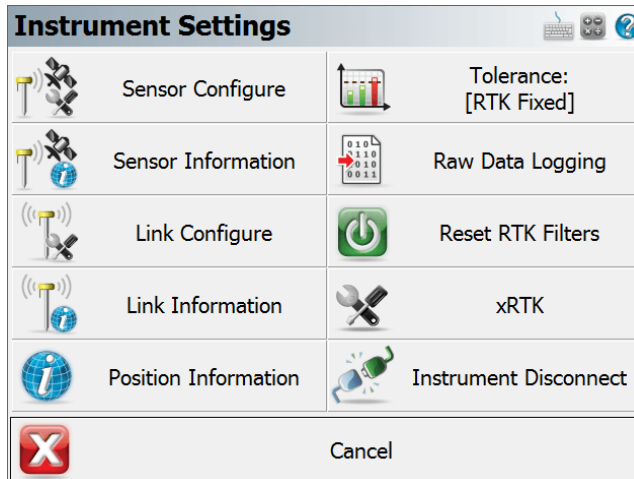 Instrument Settings
Sensor Configure
Tolerance:
[RTK Fixed]
Sensor Information
Raw Data Logging
Link Configure
Reset RTK Filters
Link Information
xRTK
Position Information
Instrument Disconnect
Cancel